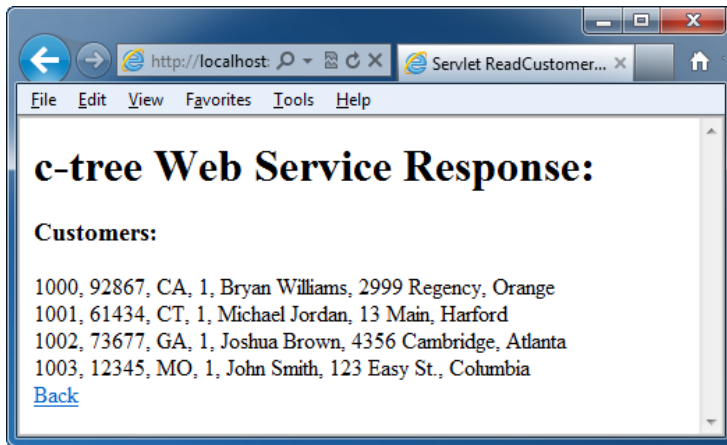 http://localhost:
Servlet ReadCustomer...
File Edit View Favorites Tools Help
c-tree Web Service Response:
Customers:
1000, 92867, CA, 1, Bryan Williams, 2999 Regency, Orange
1001, 61434, CT, 1, Michael Jordan, 13 Main, Harford
1002, 73677, GA, 1, Joshua Brown, 4356 Cambridge, Atlanta
1003, 12345, MO, 1, John Smith, 123 Easy St., Columbia
Back